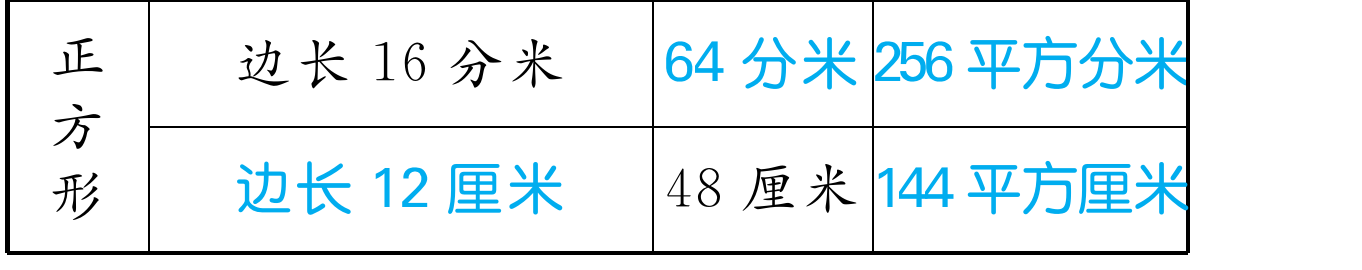 正方形
边长 16 分米 64 分米 256 平方分米
边长 12 厘米 48 厘米 144 平方厘米